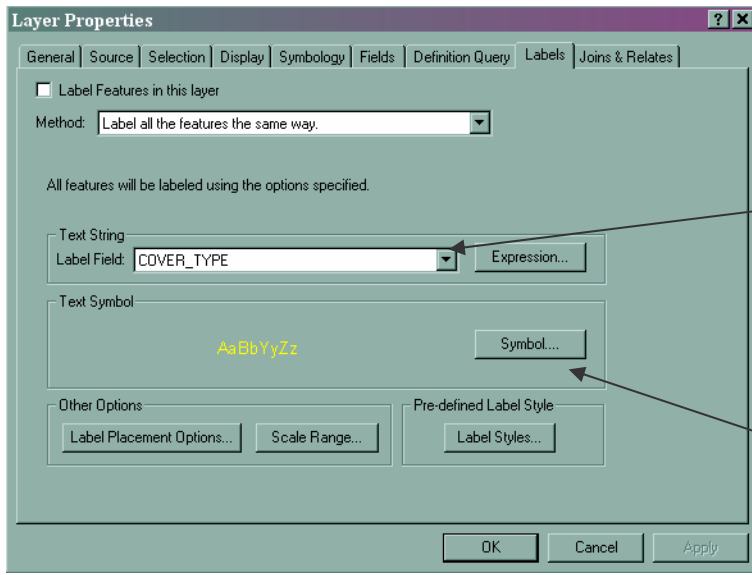 Layer Properties
General Source Selection Display Symbology Fields Definition Query Labels Joins & Relates
Label Features in this layer
Method: Label all the features the same way.
All features will be labeled using the options specified.
Text String
Label Field: COVER_TYPE Expression...
Text Symbol
AaBbYyZz Symbol....
Other Options Pre-defined Label Style
Label Placement Options... Scale Range... Label Styles...
OK Cancel Apply